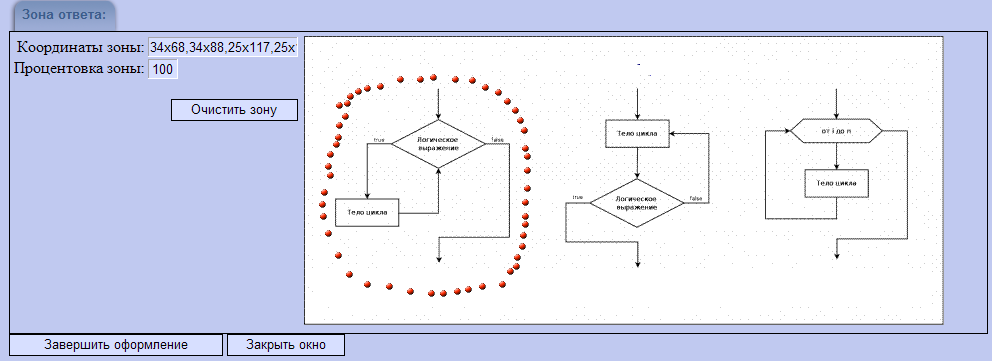 Зона ответа:
Координаты зоны: 34x68,34x88,25x117,25x
Процентовка зоны: 100
Очистить зону
Логическое
выражение
true
false
Тело цикла
Тело цикла
Логическое
выражение
true
false
от i до n
Тело цикла
Завершить оформление
Закрыть окно